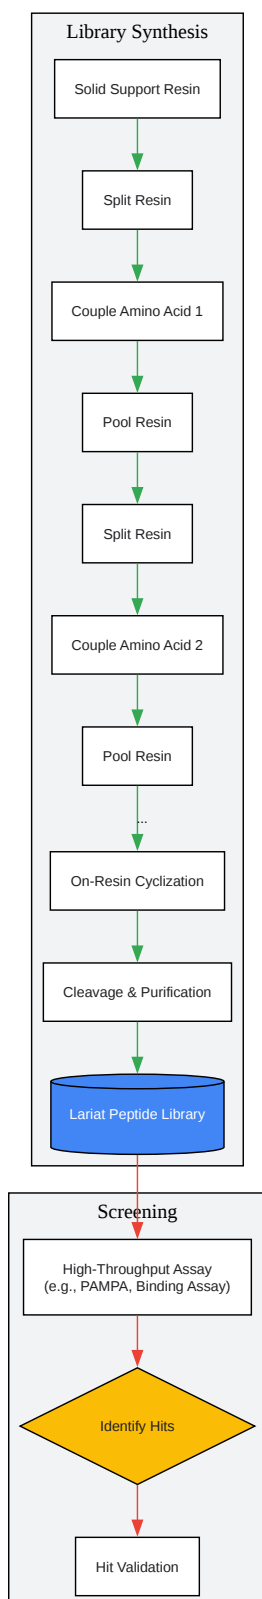 Library Synthesis
Solid Support Resin
Split Resin
Couple Amino Acid 1
Pool Resin
Split Resin
Couple Amino Acid 2
Pool Resin
...
On-Resin Cyclization
Cleavage & Purification
Lariat Peptide Library
Screening
High-Throughput Assay
(e.g., PAMPA, Binding Assay)
Identify Hits
Hit Validation